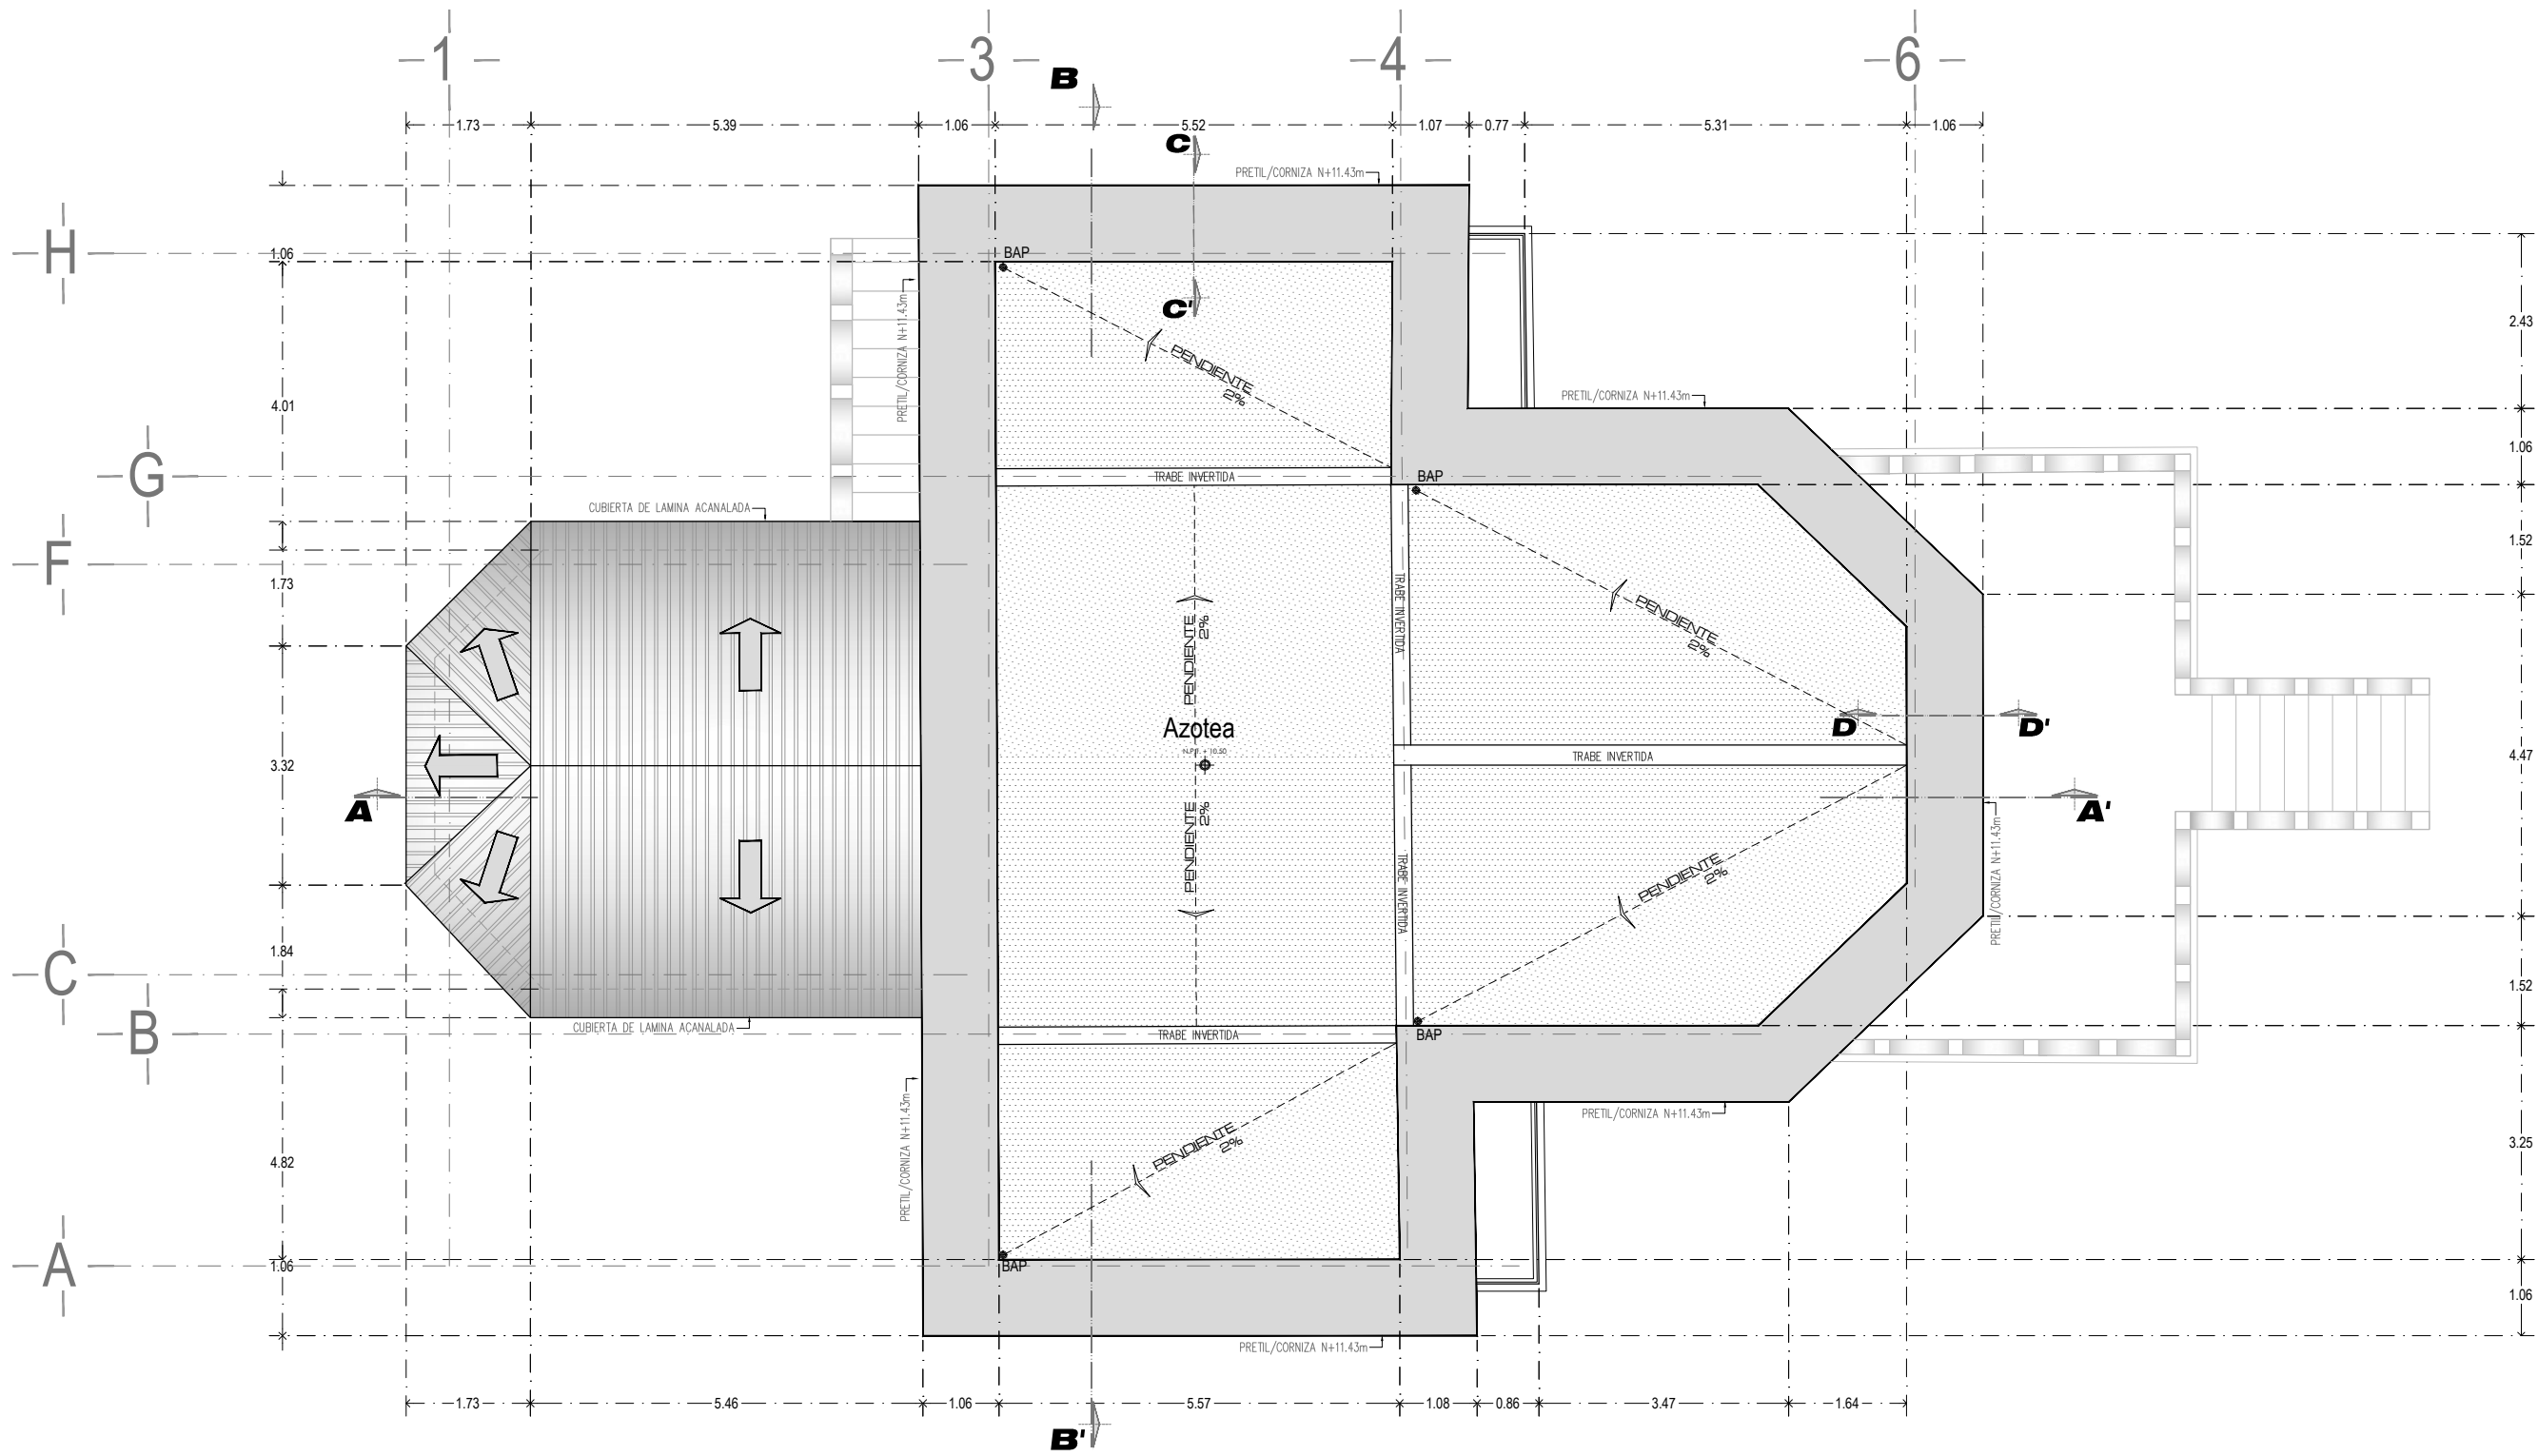 1
3
4
6
B
1.73
5.39
1.06
5.52
1.07
0.77
5.31
1.06
C
PRETIL/CORNIZA N+11.43m
H
1.06
BAP
PRETIL/CORNIZA N+11.43m
C'
2.43
PENDIENTE
2%
PRETIL/CORNIZA N+11.43m
4.01
1.06
G
TRABE INVERTIDA
BAP
CUBIERTA DE LAMINA ACANALADA
1.52
F
1.73
TRABE INVERTIDA
PENDIENTE
2%
PENDIENTE
2%
Azotea
N.P.T. + 10.50
D
D'
TRABE INVERTIDA
4.47
3.32
A
A'
PENDIENTE
2%
TRABE INVERTIDA
PENDIENTE
2%
PRETIL/CORNIZA N+11.43m
1.84
C
1.52
B
CUBIERTA DE LAMINA ACANALADA
TRABE INVERTIDA
BAP
PRETIL/CORNIZA N+11.43m
PRETIL/CORNIZA N+11.43m
PENDIENTE
2%
4.82
3.25
A
1.06
BAP
1.06
PRETIL/CORNIZA N+11.43m
1.73
5.46
1.06
5.57
1.08
0.86
3.47
1.64
B'